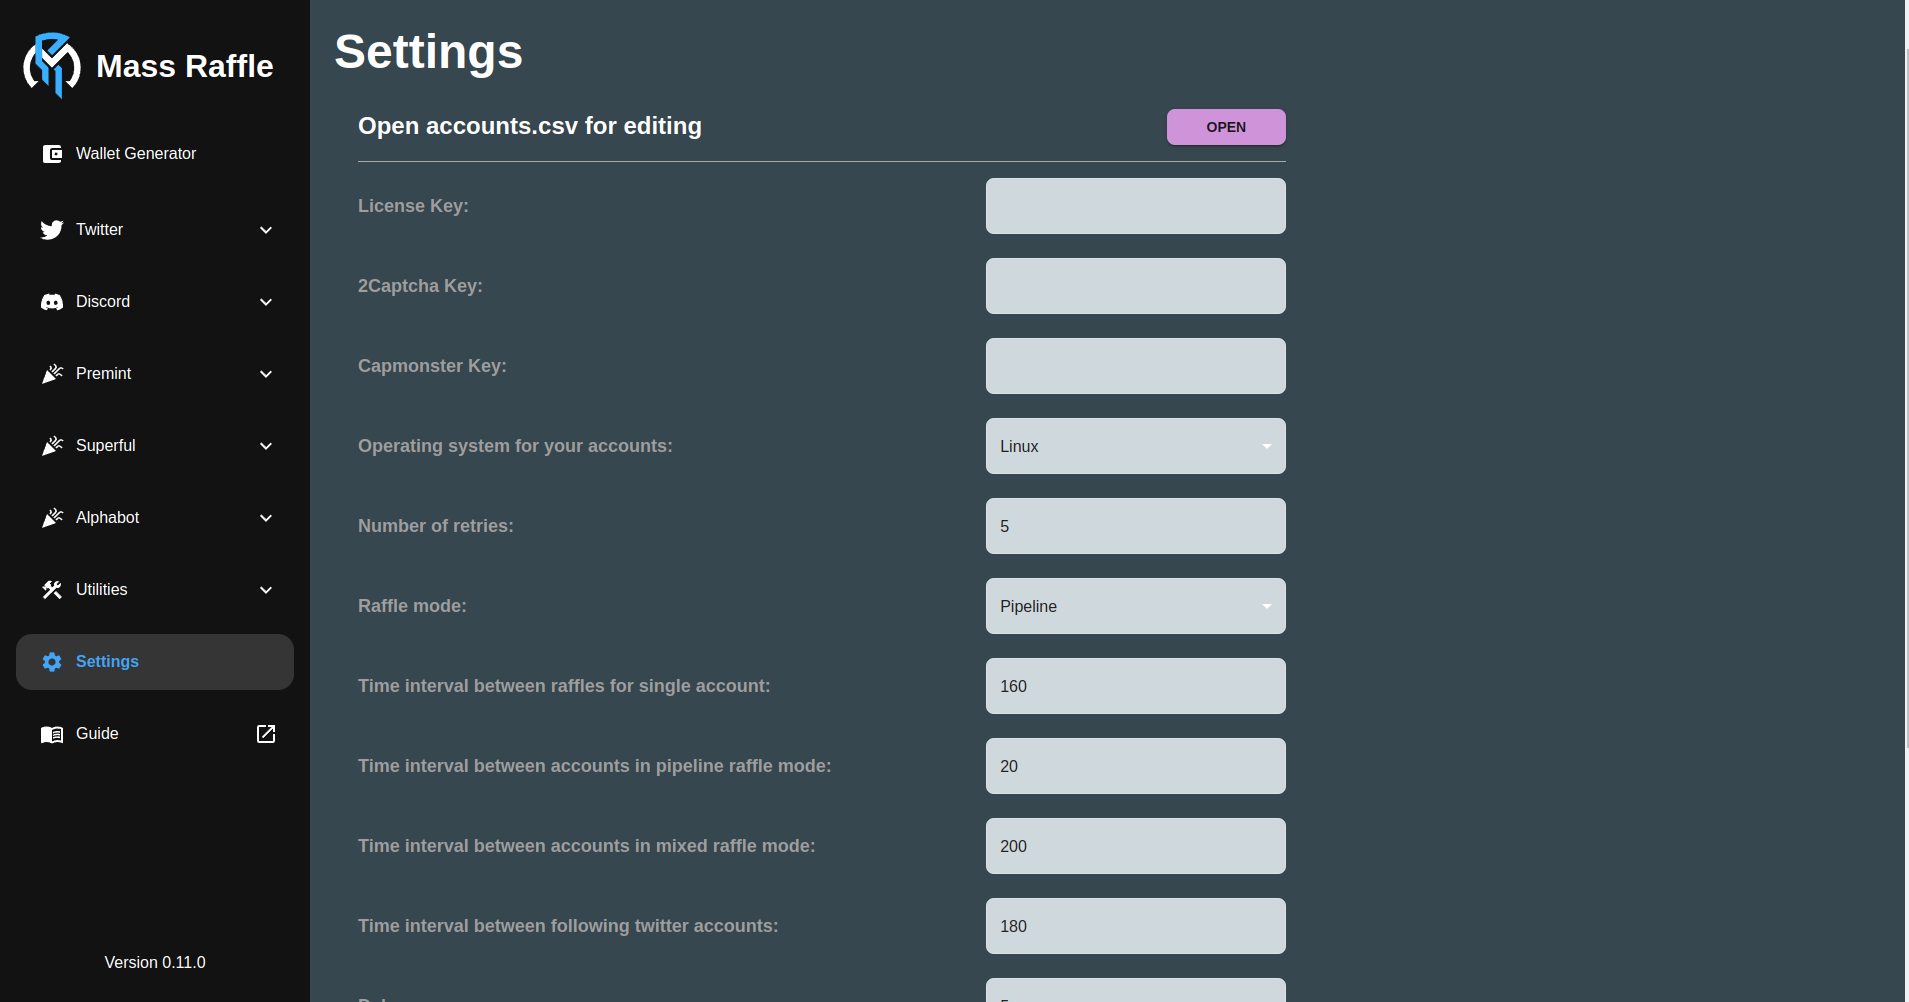 Mass Raffle
Wallet Generator
Twitter
Discord
Premint
Superful
Alphabot
Utilities
Settings
Guide
Version 0.11.0
Settings
Open accounts.csv for editing
OPEN
License Key:
2Captcha Key:
Capmonster Key:
Operating system for your accounts:
Linux
Number of retries:
5
Raffle mode:
Pipeline
Time interval between raffles for single account:
160
Time interval between accounts in pipeline raffle mode:
20
Time interval between accounts in mixed raffle mode:
200
Time interval between following twitter accounts:
180